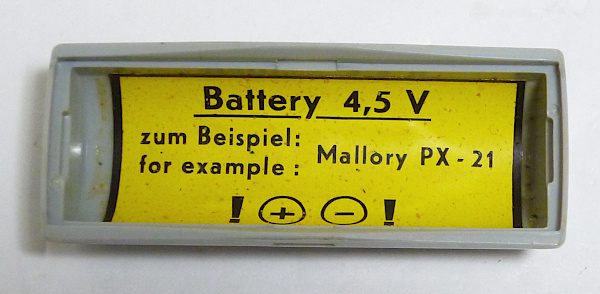 Battery 4,5 V
zum Beispiel:
for example : Mallory PX - 21
! + - !